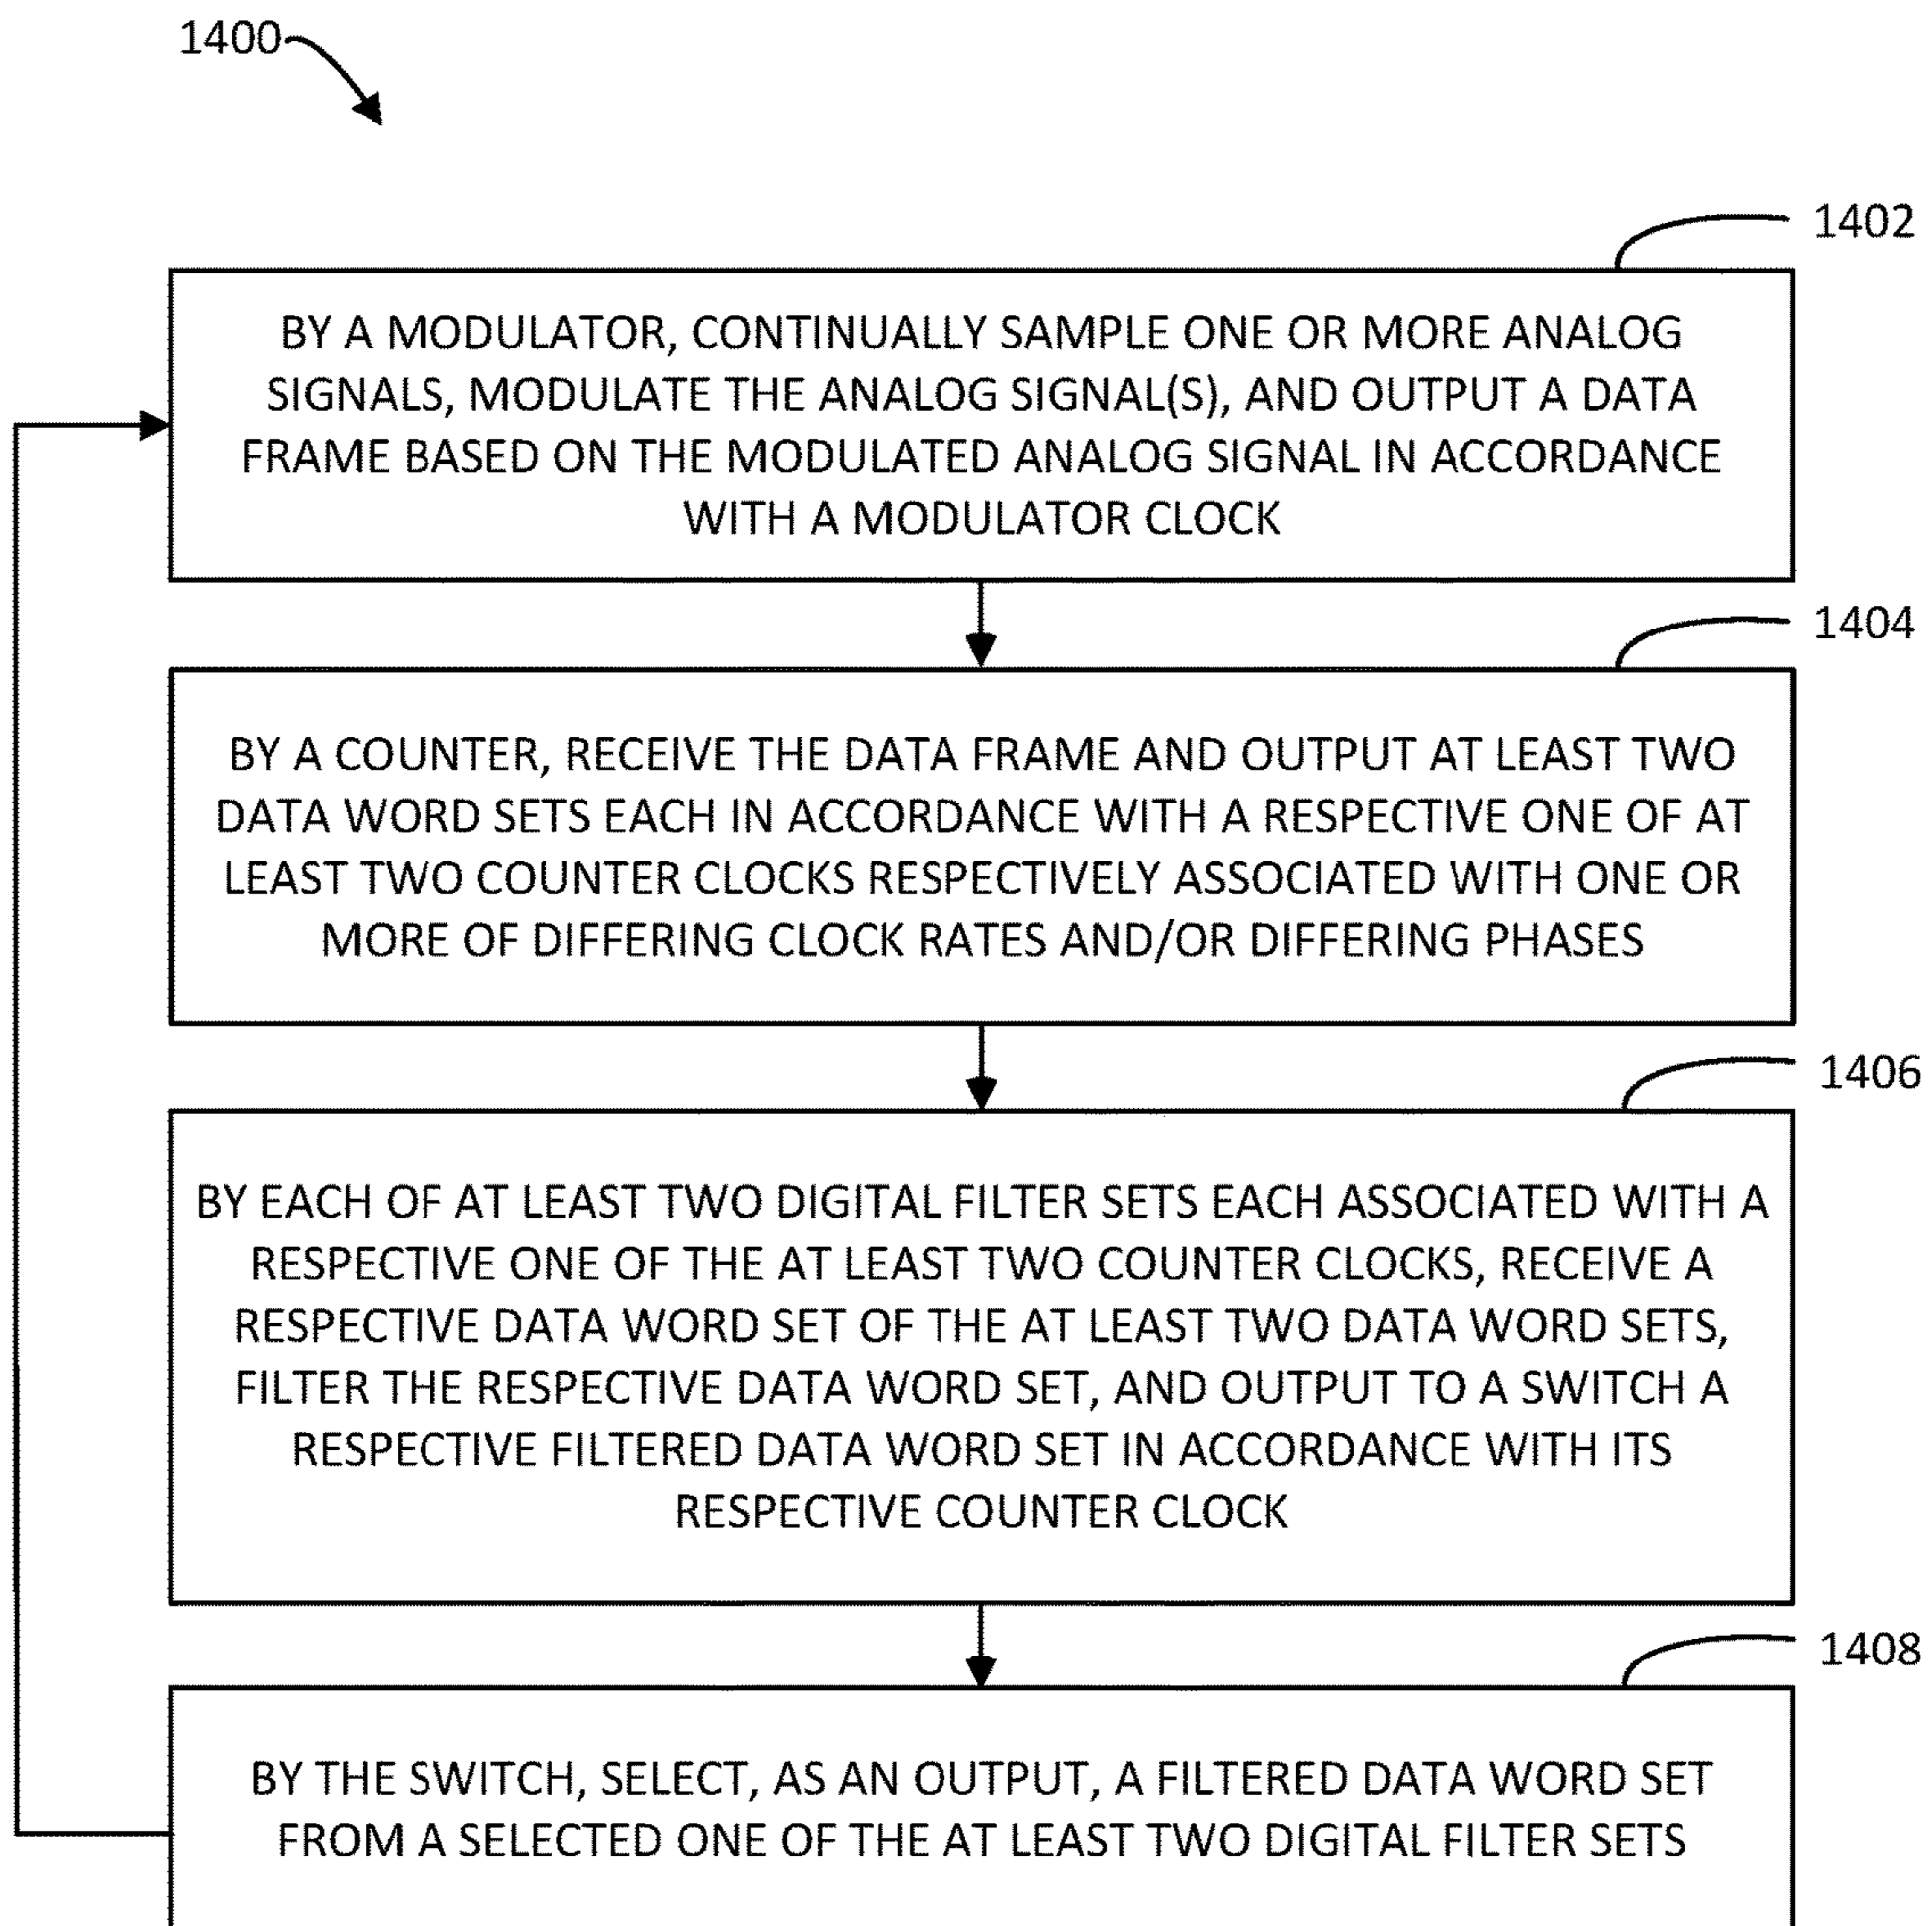 1400
1402
BY A MODULATOR, CONTINUALLY SAMPLE ONE OR MORE ANALOG
SIGNALS, MODULATE THE ANALOG SIGNAL(S), AND OUTPUT A DATA
FRAME BASED ON THE MODULATED ANALOG SIGNAL IN ACCORDANCE
WITH A MODULATOR CLOCK
1404
BY A COUNTER, RECEIVE THE DATA FRAME AND OUTPUT AT LEAST TWO
DATA WORD SETS EACH IN ACCORDANCE WITH A RESPECTIVE ONE OF AT
LEAST TWO COUNTER CLOCKS RESPECTIVELY ASSOCIATED WITH ONE OR
MORE OF DIFFERING CLOCK RATES AND/OR DIFFERING PHASES
1406
BY EACH OF AT LEAST TWO DIGITAL FILTER SETS EACH ASSOCIATED WITH A
RESPECTIVE ONE OF THE AT LEAST TWO COUNTER CLOCKS, RECEIVE A
RESPECTIVE DATA WORD SET OF THE AT LEAST TWO DATA WORD SETS,
FILTER THE RESPECTIVE DATA WORD SET, AND OUTPUT TO A SWITCH A
RESPECTIVE FILTERED DATA WORD SET IN ACCORDANCE WITH ITS
RESPECTIVE COUNTER CLOCK
1408
BY THE SWITCH, SELECT, AS AN OUTPUT, A FILTERED DATA WORD SET
FROM A SELECTED ONE OF THE AT LEAST TWO DIGITAL FILTER SETS